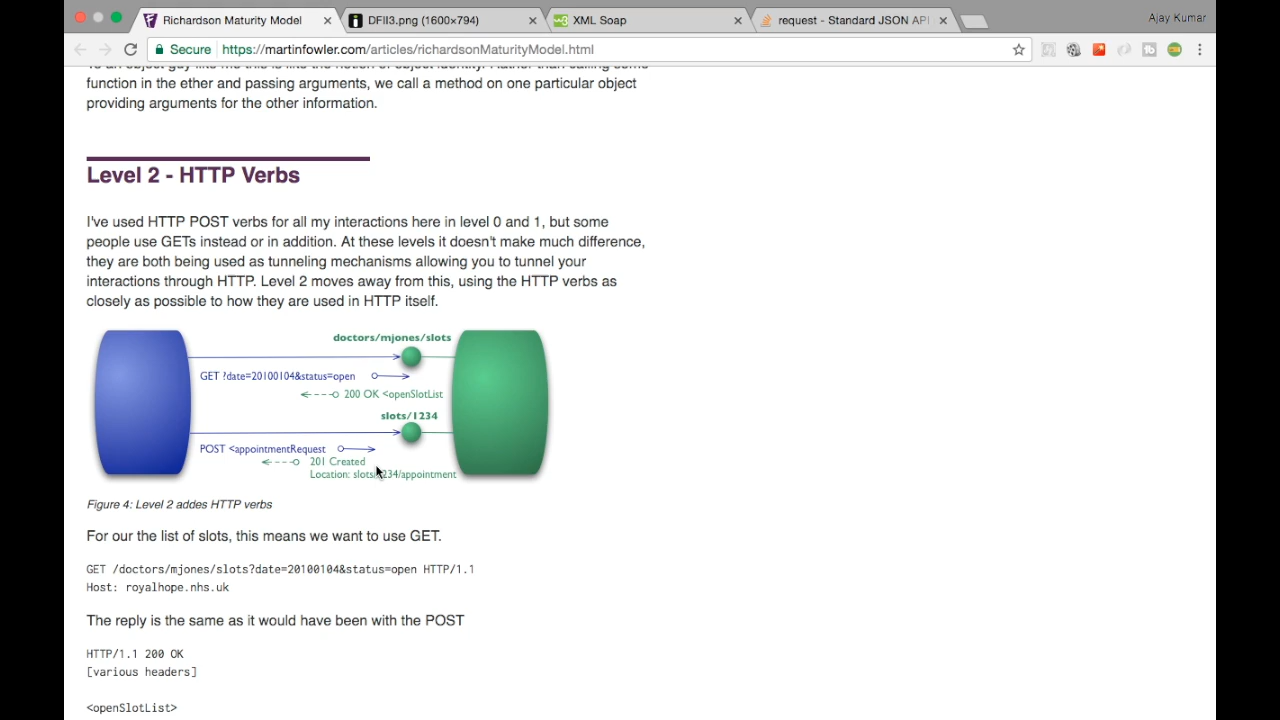 Richardson Maturity Model
DFII3.png (1600×794)
XML Soap
request - Standard JSON API
Ajay Kumar
Secure
https://martinfowler.com/articles/richardsonMaturityModel.html
function in the ether and passing arguments, we call a method on one particular object
providing arguments for the other information.
Level 2 - HTTP Verbs
I've used HTTP POST verbs for all my interactions here in level 0 and 1, but some
people use GETs instead or in addition. At these levels it doesn't make much difference,
they are both being used as tunneling mechanisms allowing you to tunnel your
interactions through HTTP. Level 2 moves away from this, using the HTTP verbs as
closely as possible to how they are used in HTTP itself.
doctors/mjones/slots
GET ?date=20100104&status=open
200 OK <openSlotList
slots/1234
POST <appointmentRequest
201 Created
Location: slots/1234/appointment
Figure 4: Level 2 addes HTTP verbs
For our the list of slots, this means we want to use GET.
GET /doctors/mjones/slots?date=20100104&status=open HTTP/1.1
Host: royalhope.nhs.uk
The reply is the same as it would have been with the POST
HTTP/1.1 200 OK
[various headers]
<openSlotList>